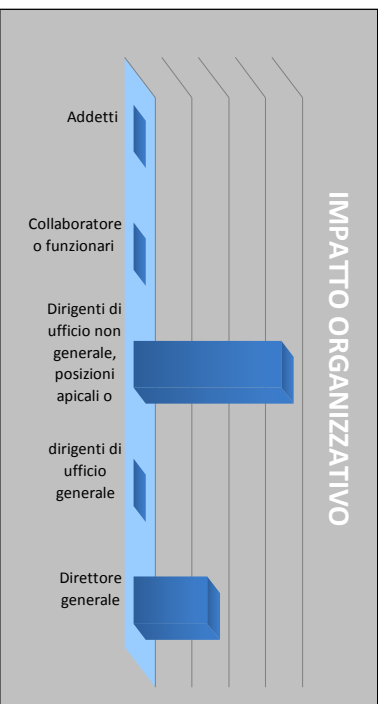 Addetti
Collaboratore
o funzionari
Dirigenti di
ufficio non
generale,
posizioni
apicali o
dirigenti di
ufficio
generale
Direttore
generale
IMPATTO ORGANIZZATIVO